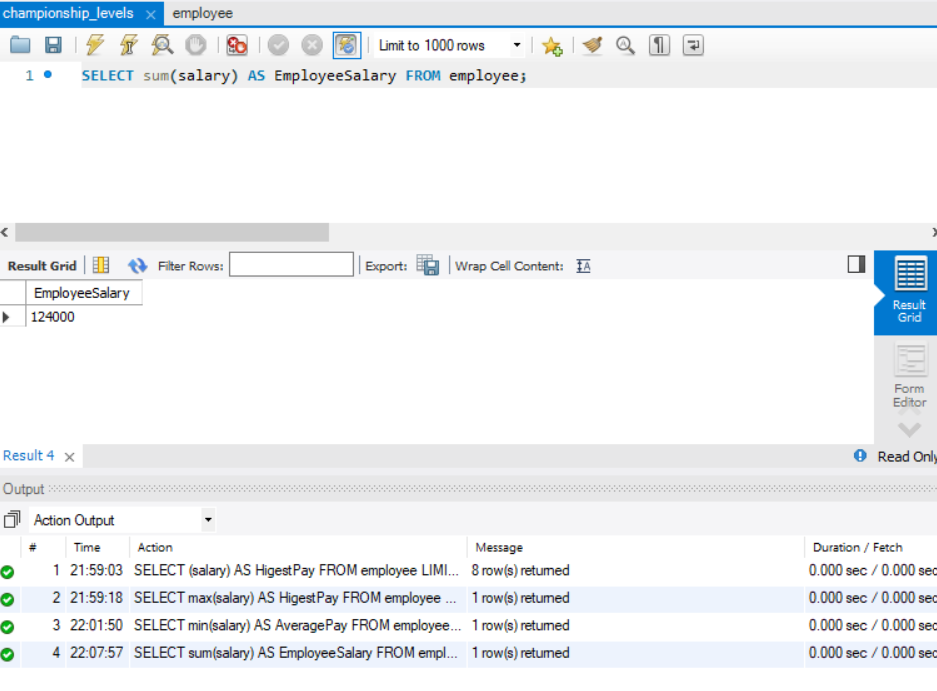 championship_levels × employee
Limit to 1000 rows
1 SELECT sum(salary) AS EmployeeSalary FROM employee;
Result Grid Filter Rows: Export: Wrap Cell Content:
EmployeeSalary
124000
Result
Grid
Form
Editor
Result 4 × Read Only
Output
Action Output
# Time Action Message Duration / Fetch
1 21:59:03 SELECT (salary) AS HigestPay FROM employee LIMI... 8 row(s) returned 0.000 sec / 0.000 sec
2 21:59:18 SELECT max(salary) AS HigestPay FROM employee ... 1 row(s) returned 0.000 sec / 0.000 sec
3 22:01:50 SELECT min(salary) AS AveragePay FROM employee... 1 row(s) returned 0.000 sec / 0.000 sec
4 22:07:57 SELECT sum(salary) AS EmployeeSalary FROM empl... 1 row(s) returned 0.000 sec / 0.000 sec